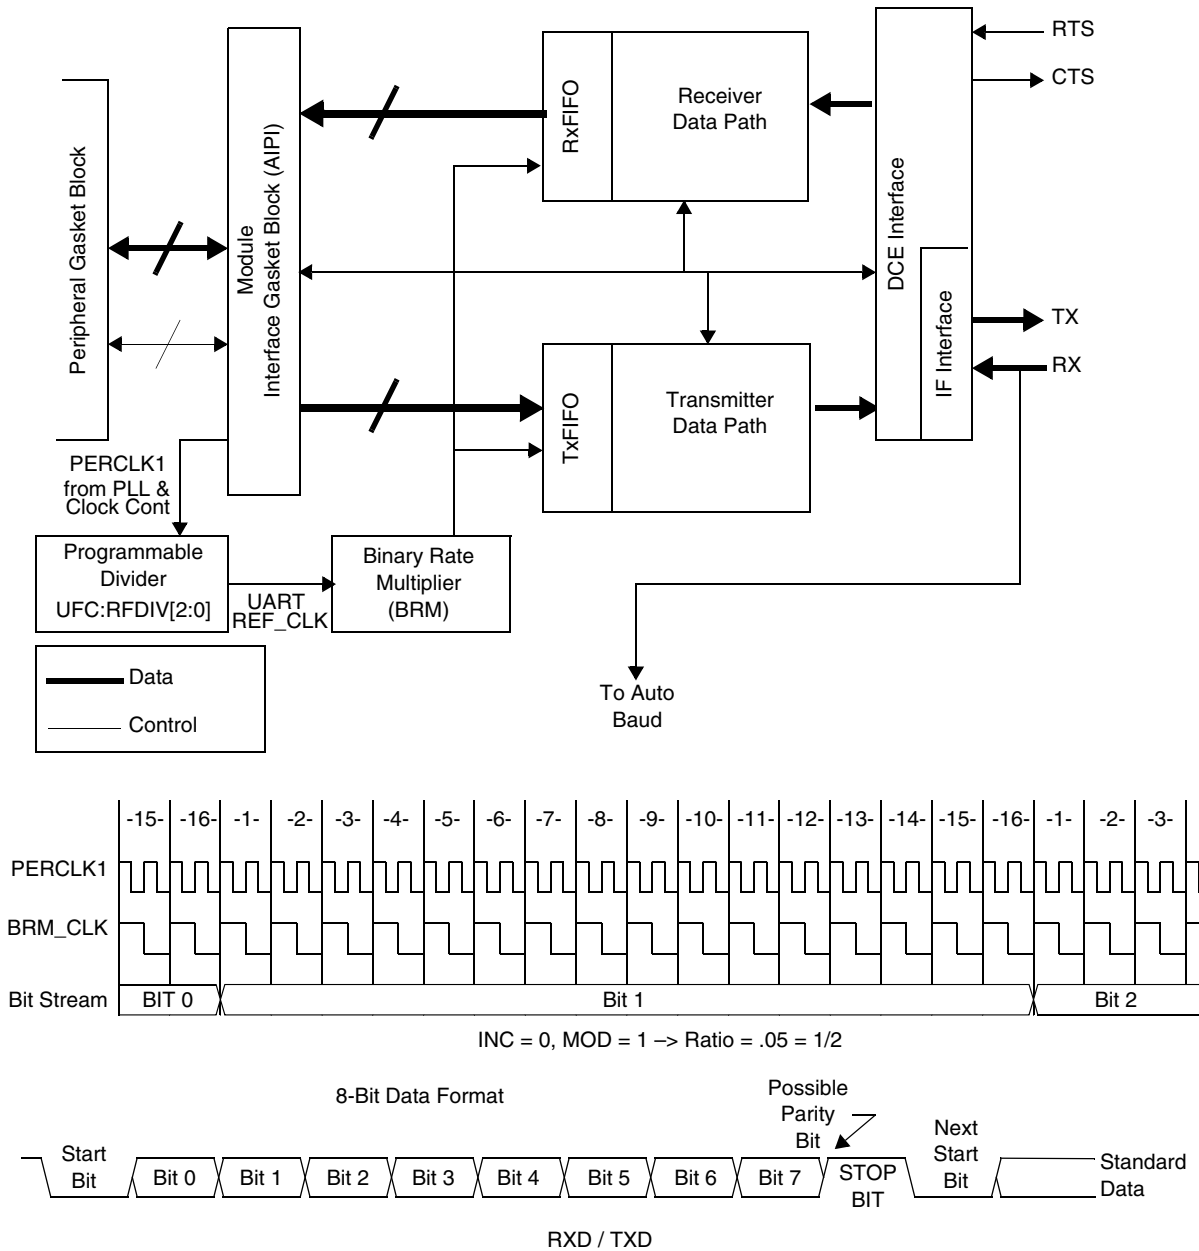 RTS
CTS
Peripheral Gasket Block
Module
Interface Gasket Block (AIPI)
RxFIFO
Receiver
Data Path
DCE Interface
IF Interface
TX
RX
TxFIFO
Transmitter
Data Path
PERCLK1
from PLL &
Clock Cont
Programmable
Divider
UFC:RFDIV[2:0]
UART
REF_CLK
Binary Rate
Multiplier
(BRM)
Data
Control
To Auto
Baud
-15- -16- -1- -2- -3- -4- -5- -6- -7- -8- -9- -10- -11- -12- -13- -14- -15- -16- -1- -2- -3-
PERCLK1
BRM_CLK
Bit Stream BIT 0 Bit 1 Bit 2
INC = 0, MOD = 1 –> Ratio = .05 = 1/2
8-Bit Data Format
Possible
Parity
Bit
Next
Start
Bit
Start
Bit
Bit 0 Bit 1 Bit 2 Bit 3 Bit 4 Bit 5 Bit 6 Bit 7
STOP
BIT
Standard
Data
RXD / TXD